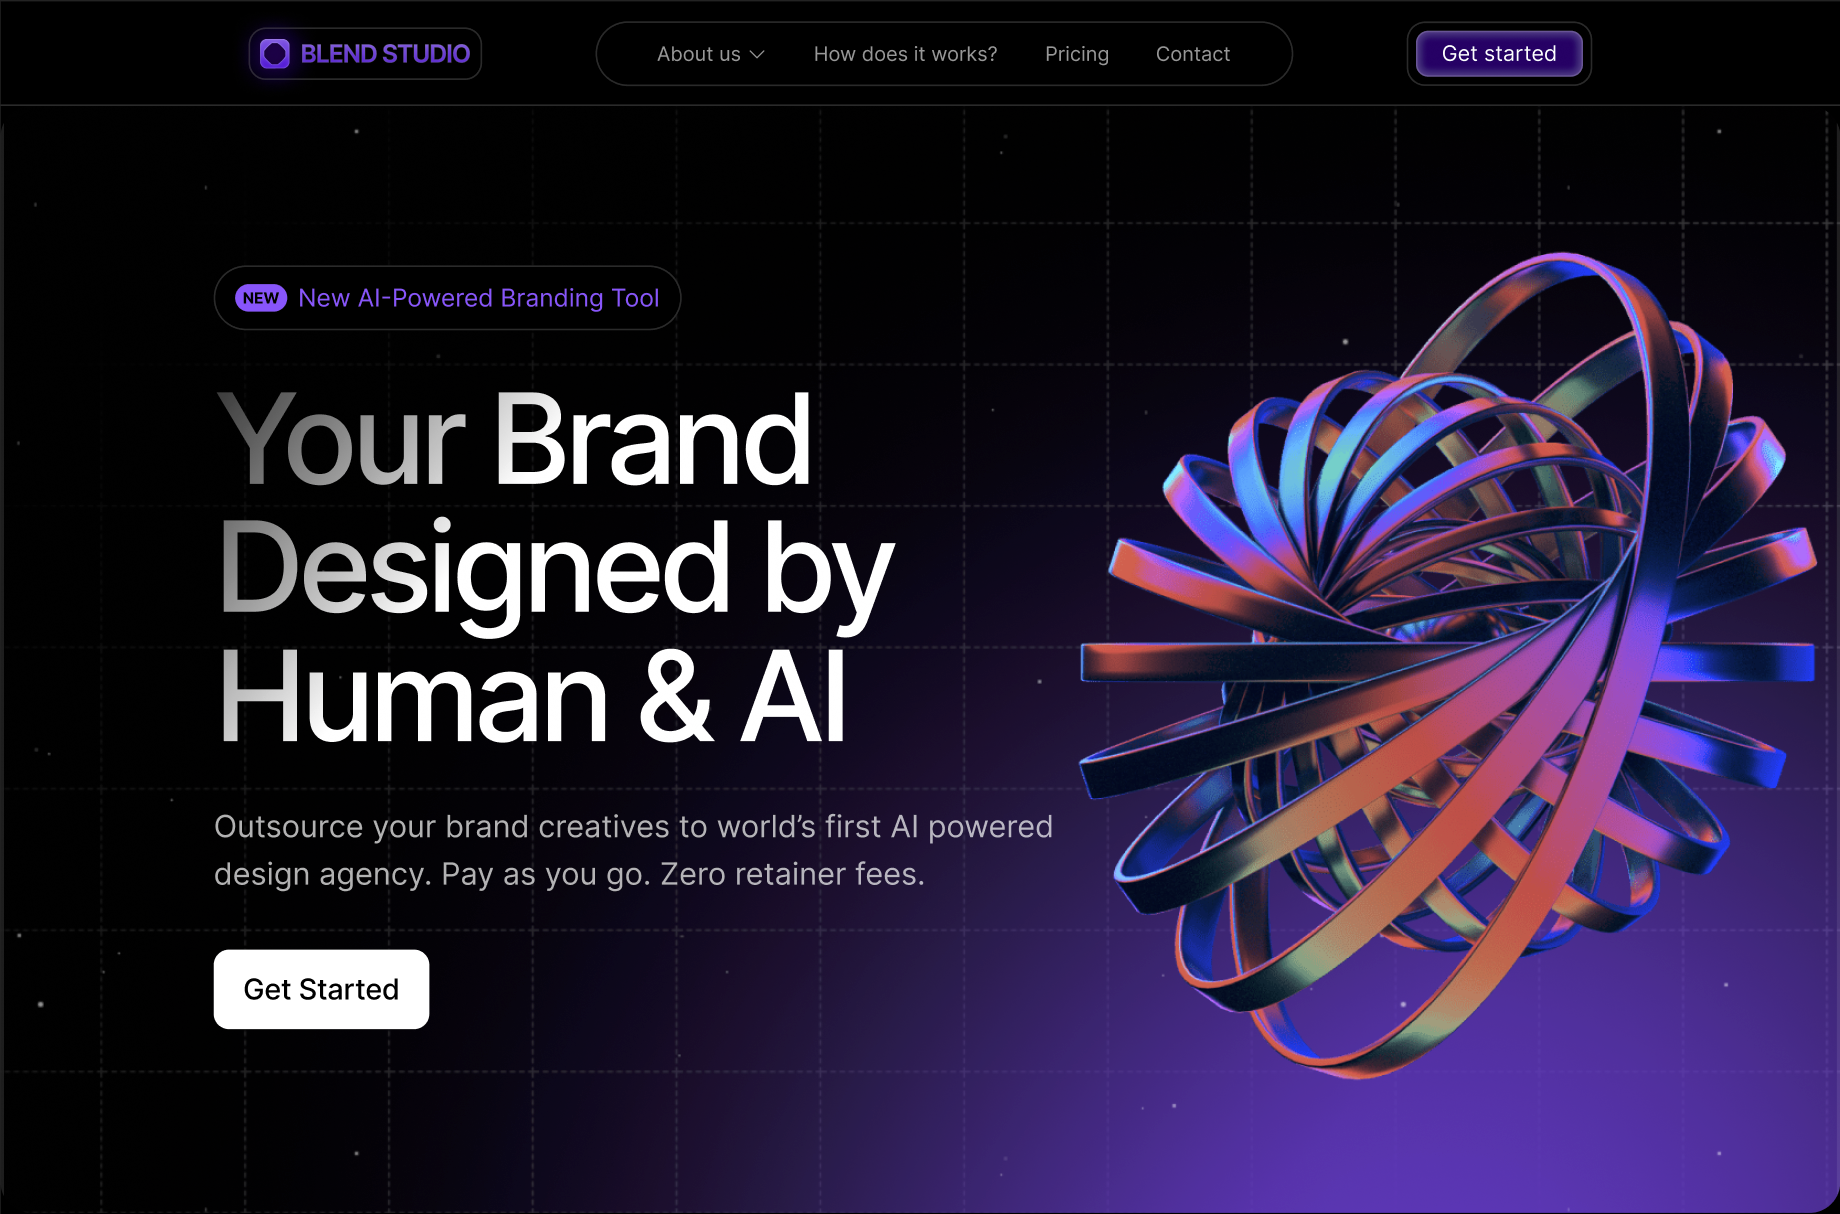 BLEND STUDIO
About us
How does it works?
Pricing
Contact
Get started
NEW New AI-Powered Branding Tool
Your Brand
Designed by
Human & AI
Outsource your brand creatives to world’s first AI powered
design agency. Pay as you go. Zero retainer fees.
Get Started